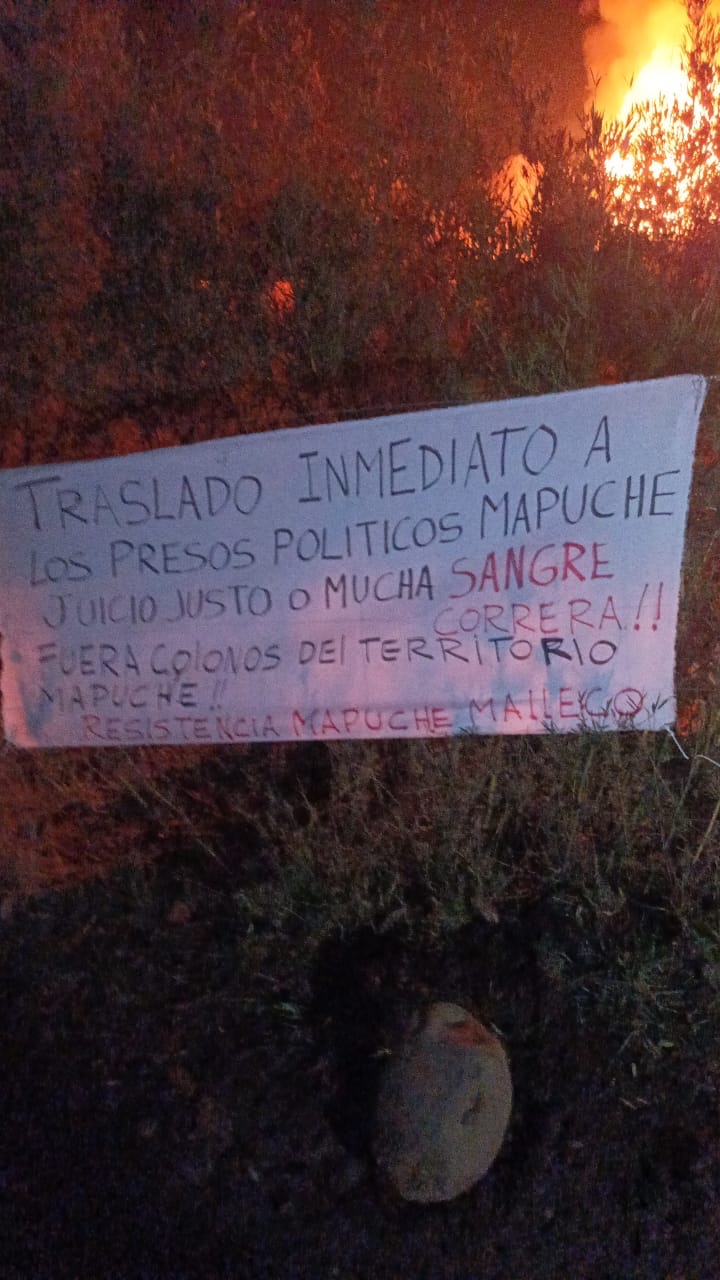 TRASLADO INMEDIATO A
LOS PRESOS POLITICOS MAPUCHE
JUICIO JUSTO O MUCHA SANGRE
CORRERA!!
FUERA COLONOS DEl TERRITORIO
MAPUCHE!!
RESISTENCIA MAPUCHE MALLECO